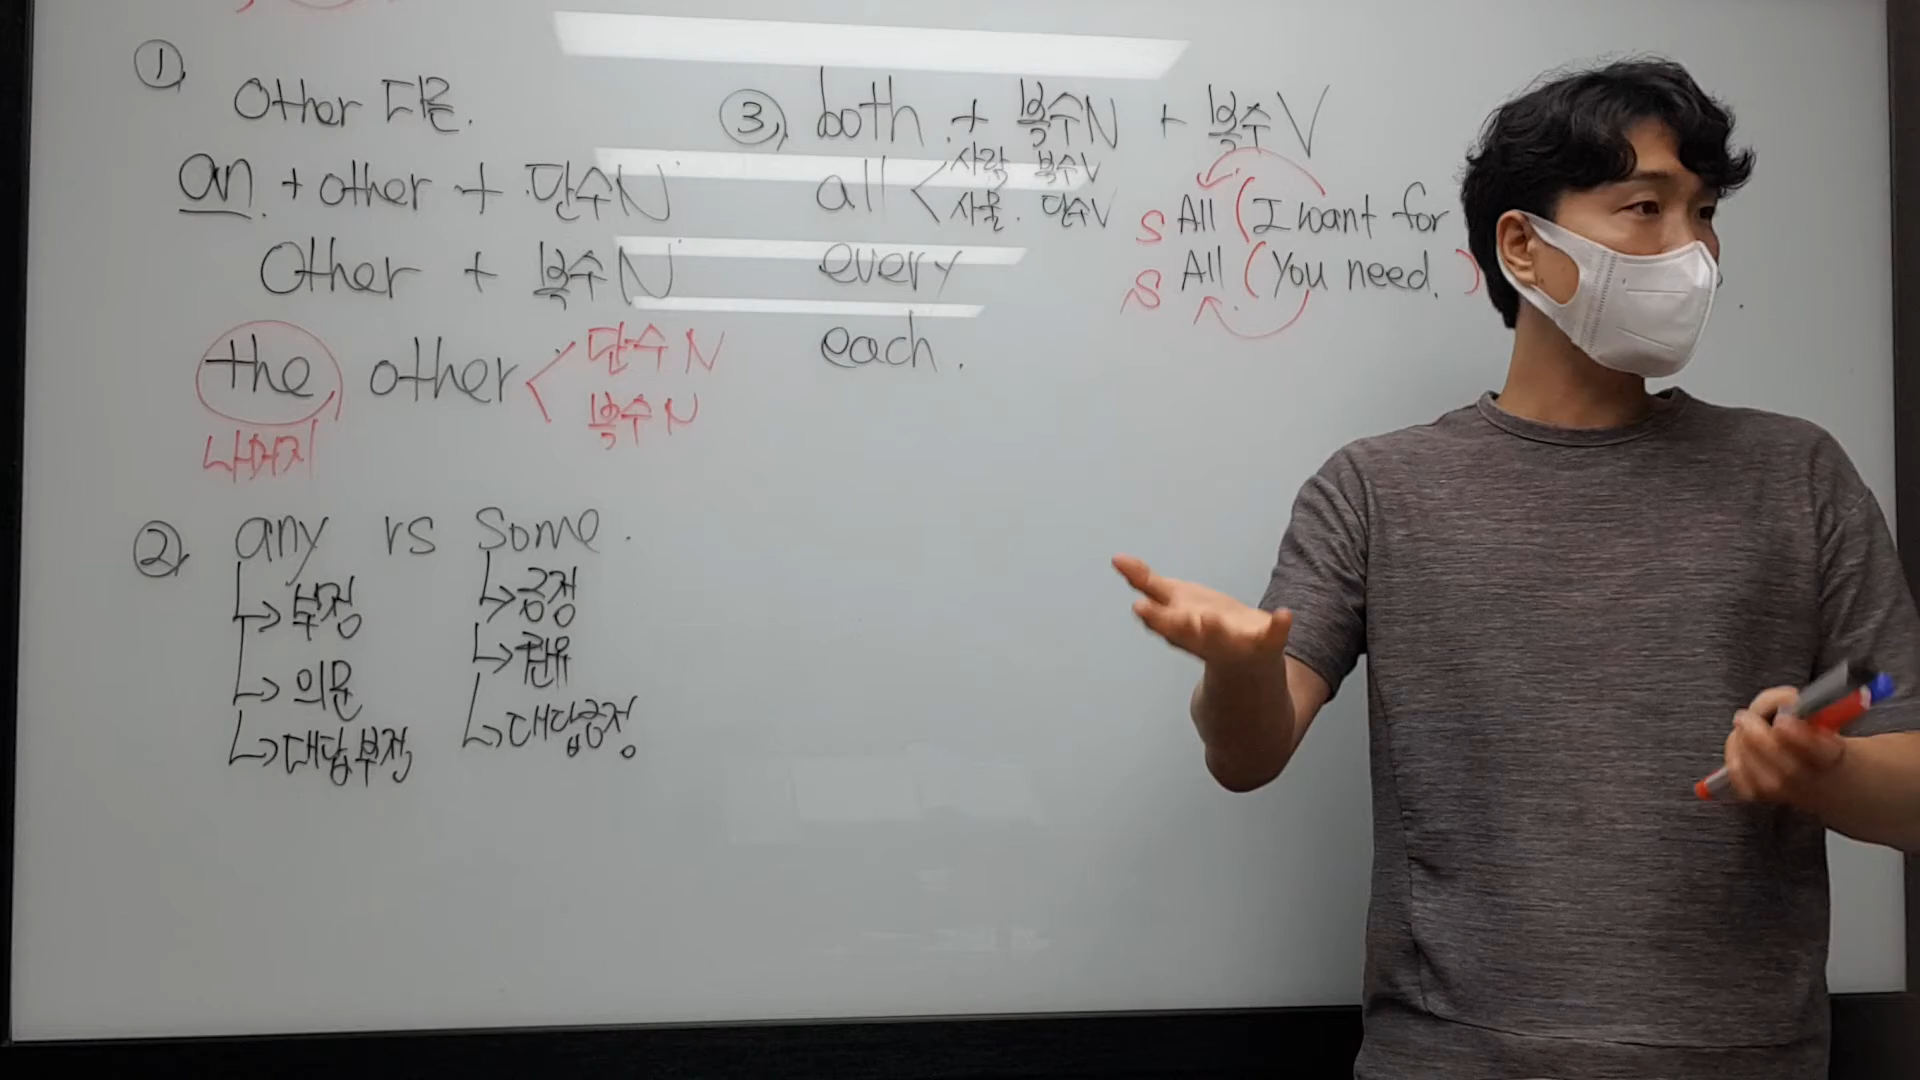 ①
Other 다른.
an + other + 단수N
Other + 복수N
the other < 단수 N
복수 N
나머지
② any vs Some.
↳ 부정 ↳ 긍정
↳ 의문 ↳ 권유
↳ 대답부정 ↳ 대답긍정
③ both + 복수N + 복수V
all < 사람 복수V
사물. 단수V
every
each.
S All (I want for
S All (You need. )